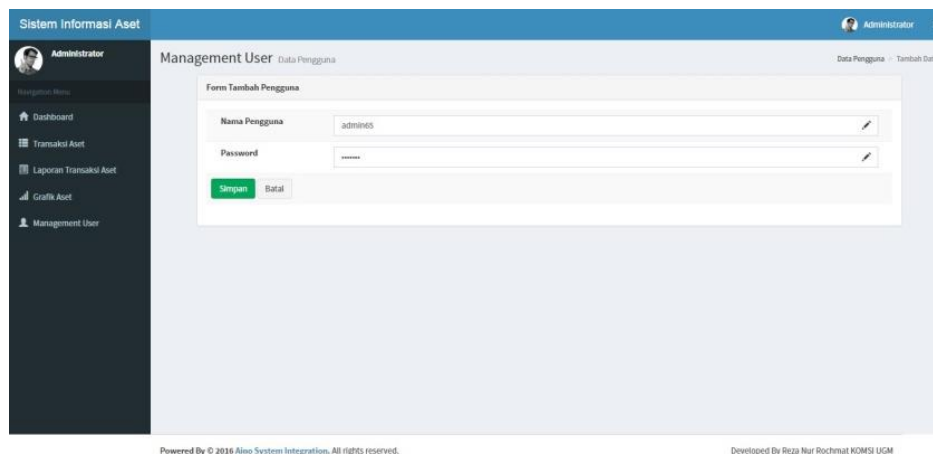 Sistem Informasi Aset
Administrator
Administrator
Navigation Menu
Dashboard
Transaksi Aset
Laporan Transaksi Aset
Grafik Aset
Management User
Management User Data Pengguna
Data Pengguna > Tambah Dat
Form Tambah Pengguna
Nama Pengguna
admin65
Password
•••••••
Simpan
Batal
Powered By © 2016 Aino System Integration. All rights reserved.
Developed By Reza Nur Rochmat KOMSI UGM